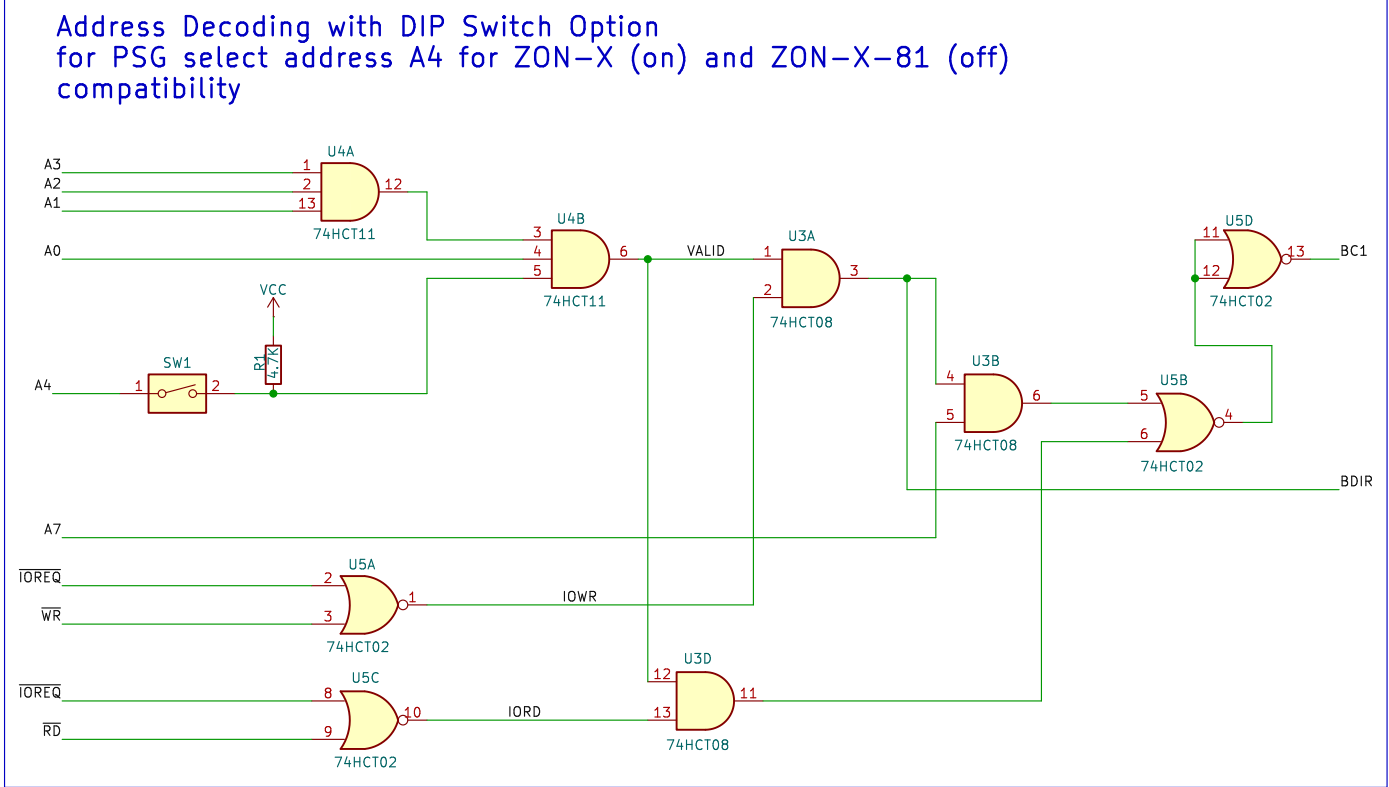 Address Decoding with DIP Switch Option
for PSG select address A4 for ZON-X (on) and ZON-X-81 (off)
compatibility
U4A
A3 1
A2 2 12
A1 13
74HCT11
U4B
3
A0 4 6
5
74HCT11
VALID
U3A
1
3
2
74HCT08
U5D
11
13 BC1
12
74HCT02
VCC
R1
4.7K
SW1
A4 1 2
U3B
4
6
5
74HCT08
U5B
5
4
6
74HCT02
BDIR
A7
U5A
IOREQ 2
1 IOWR
WR 3
74HCT02
U3D
12
11
13
74HCT08
U5C
IOREQ 8
10 IORD
RD 9
74HCT02